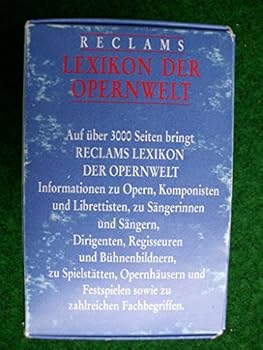 RECLAMS
LEXIKON DER
OPERNWELT
Auf über 3000 Seiten bringt
RECLAMS LEXIKON
DER OPERNWELT
Informationen zu Opern, Komponisten
und Librettisten, zu Sängerinnen
und Sängern,
Dirigenten, Regisseuren
und Bühnenbildnern,
zu Spielstätten, Opernhäusern und
Festspielen sowie zu
zahlreichen Fachbegriffen.